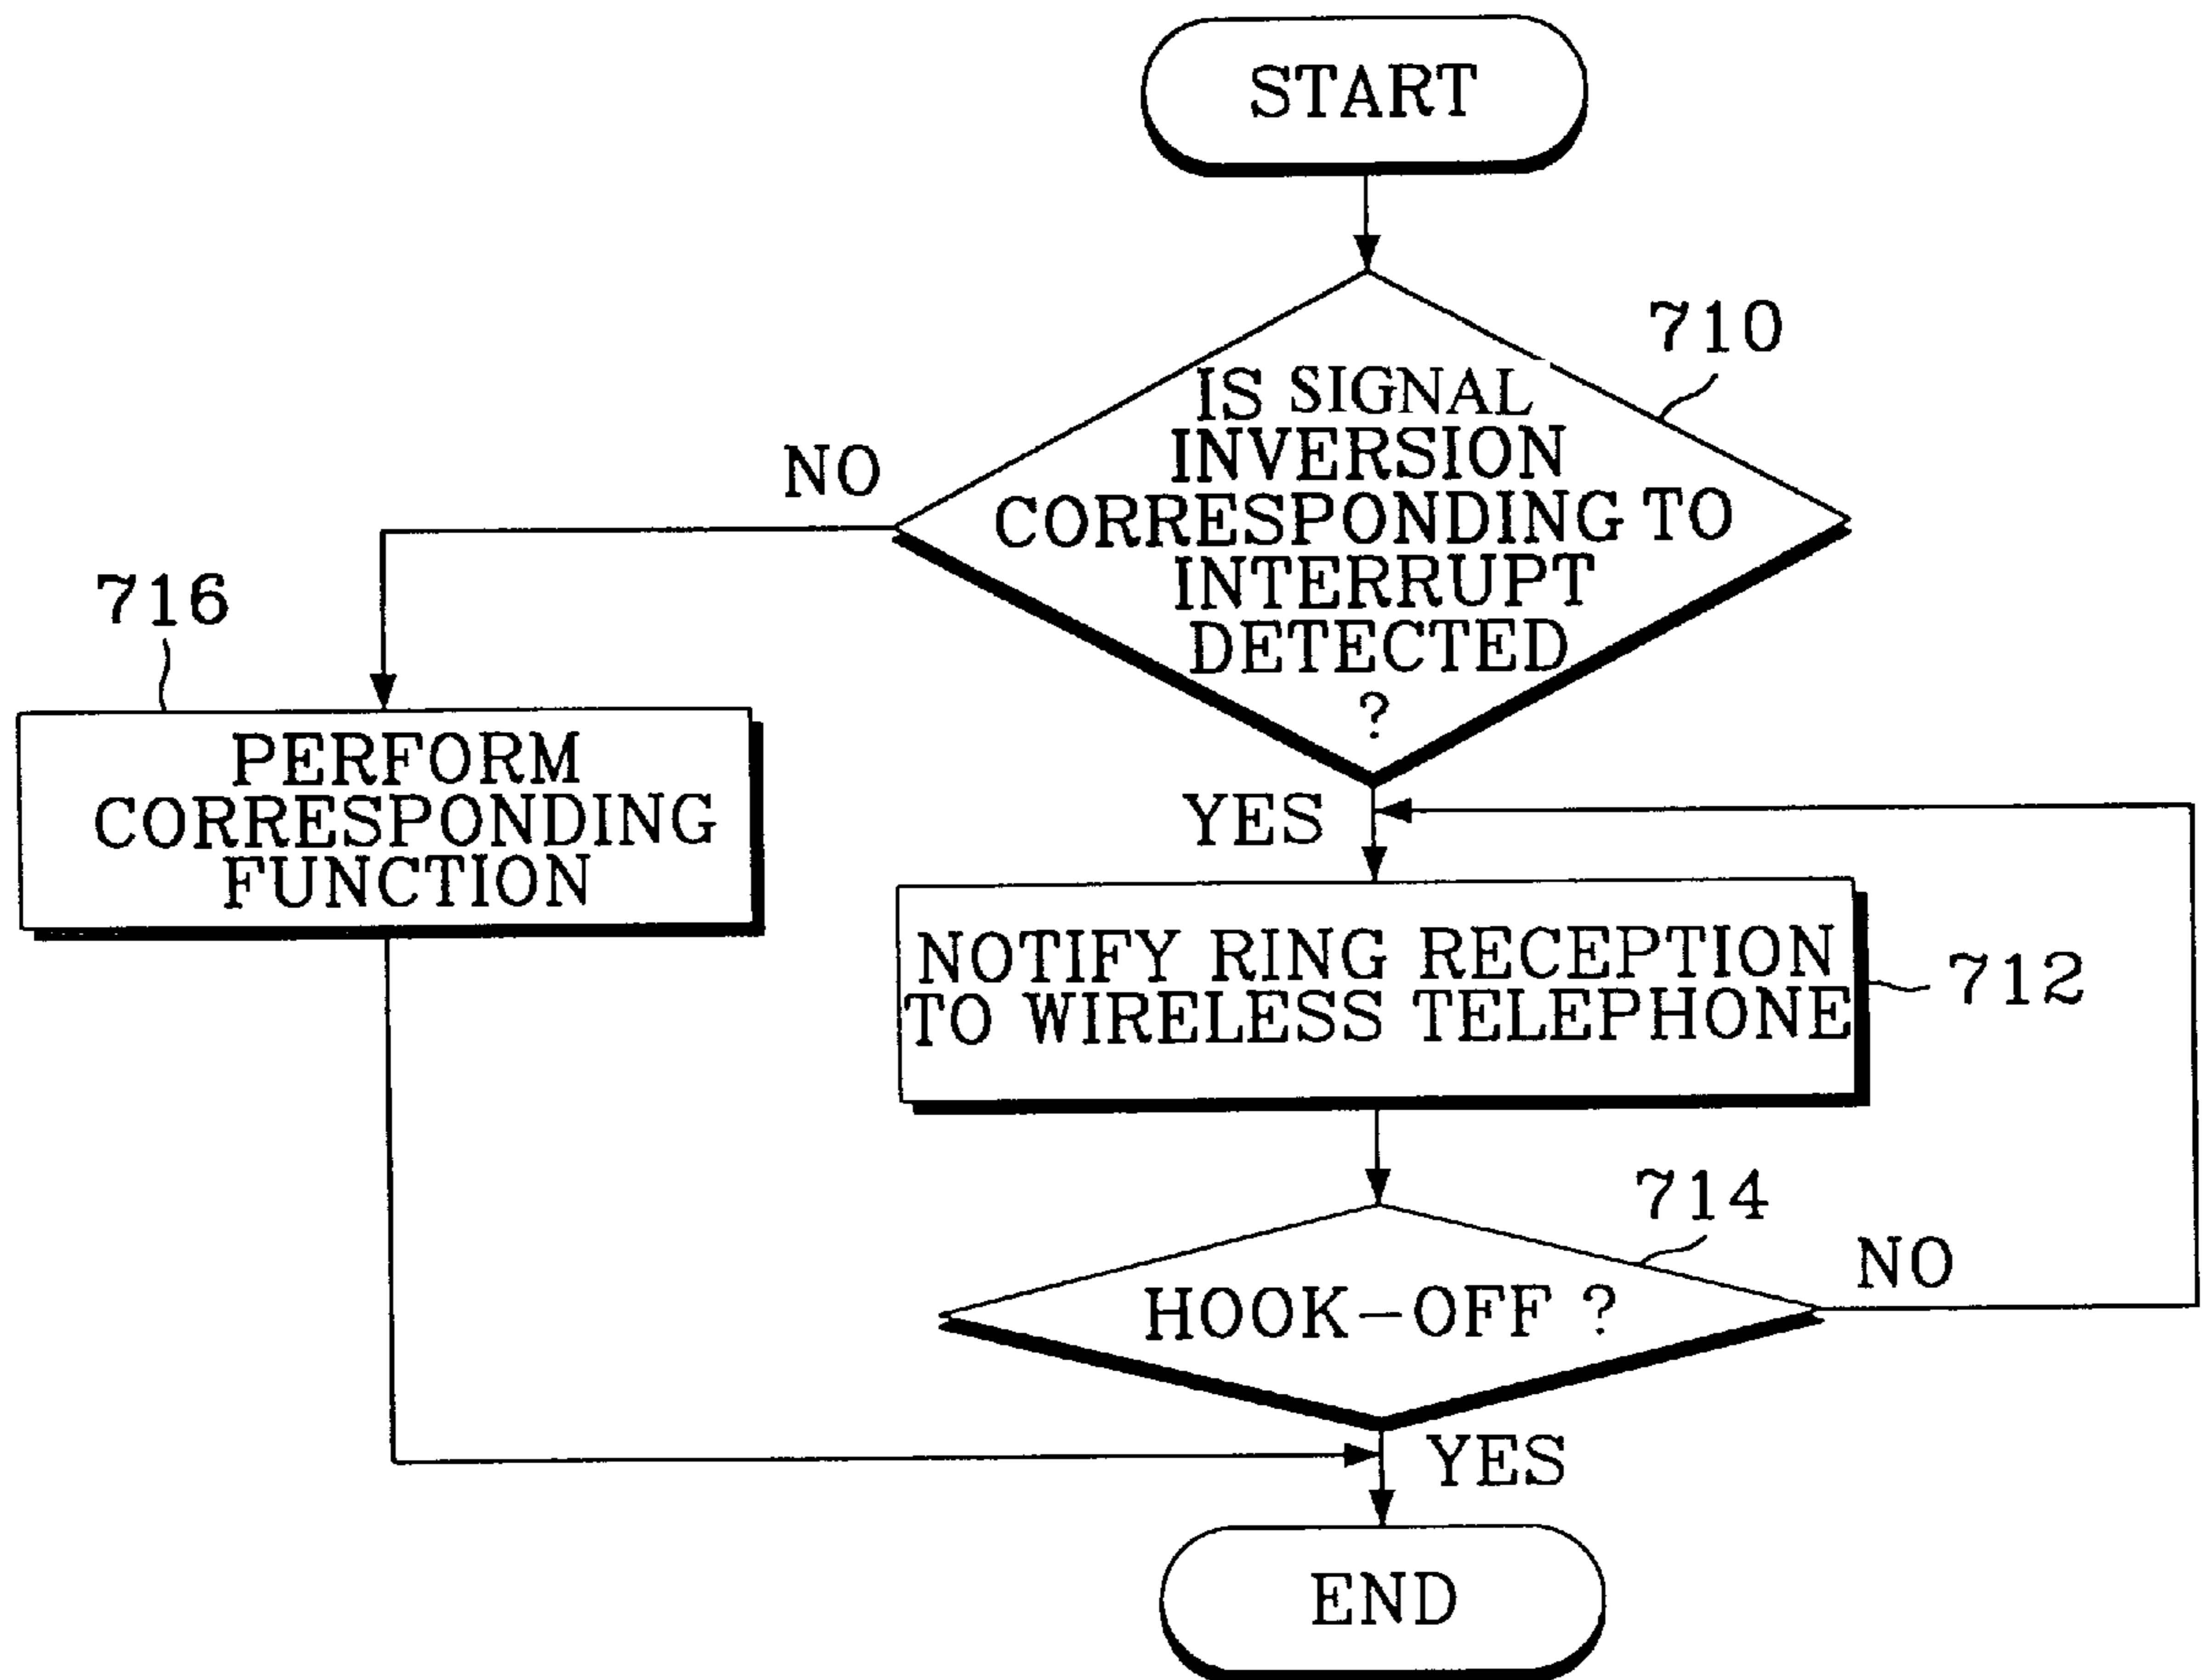 START
710
IS SIGNAL
INVERSION
CORRESPONDING TO
INTERRUPT
DETECTED
?
NO
716
PERFORM
CORRESPONDING
FUNCTION
YES
NOTIFY RING RECEPTION
TO WIRELESS TELEPHONE
712
714
HOOK-OFF ?
NO
YES
END